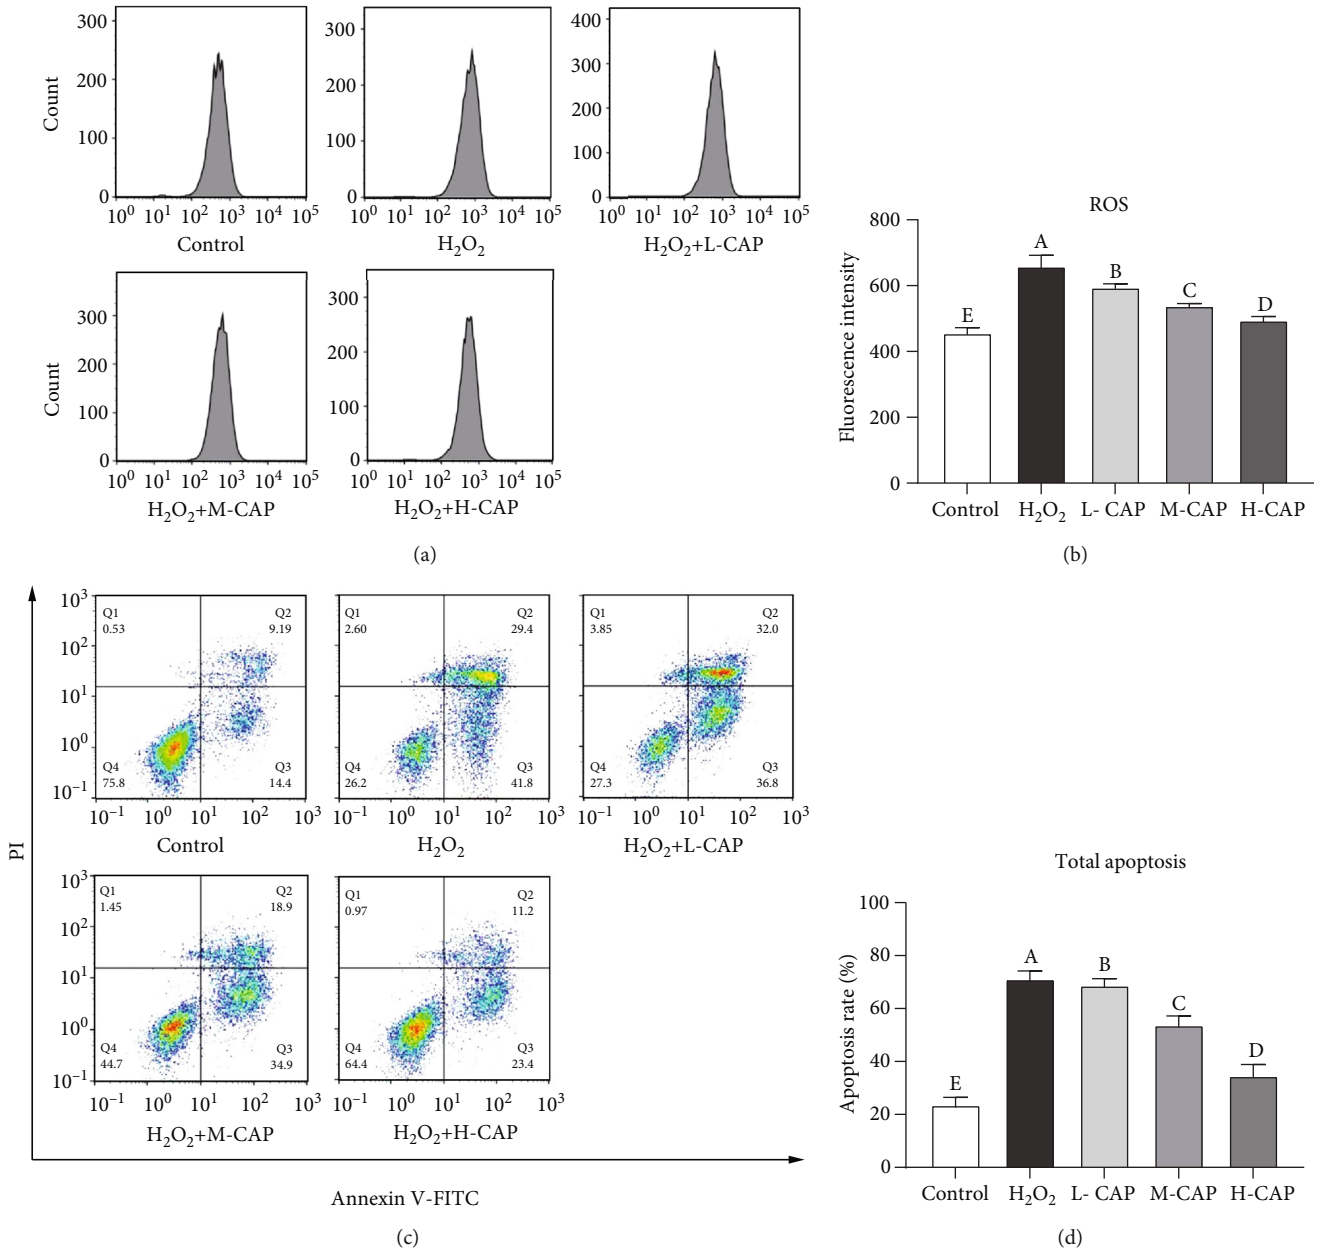 300
200
100
0
Count
10⁰ 10¹ 10² 10³ 10⁴ 10⁵
Control
300
200
100
0
10⁰ 10¹ 10² 10³ 10⁴ 10⁵
H₂O₂
400
300
200
100
0
10⁰ 10¹ 10² 10³ 10⁴ 10⁵
H₂O₂+L-CAP
300
200
100
0
Count
10⁰ 10¹ 10² 10³ 10⁴ 10⁵
H₂O₂+M-CAP
300
200
100
0
10⁰ 10¹ 10² 10³ 10⁴ 10⁵
H₂O₂+H-CAP
(a)
ROS
800
600
400
200
0
Fluorescence intensity
E A B C D
Control H₂O₂ L- CAP M-CAP H-CAP
(b)
PI
10³
10²
10¹
10⁰
10⁻¹
Q1 Q2
0.53 9.19
Q4 Q3
75.8 14.4
10⁻¹ 10⁰ 10¹ 10² 10³
Control
Q1 Q2
2.60 29.4
Q4 Q3
26.2 41.8
10⁻¹ 10⁰ 10¹ 10² 10³
H₂O₂
Q1 Q2
3.85 32.0
Q4 Q3
27.3 36.8
10⁻¹ 10⁰ 10¹ 10² 10³
H₂O₂+L-CAP
10³
10²
10¹
10⁰
10⁻¹
Q1 Q2
1.45 18.9
Q4 Q3
44.7 34.9
10⁻¹ 10⁰ 10¹ 10² 10³
H₂O₂+M-CAP
Q1 Q2
0.97 11.2
Q4 Q3
64.4 23.4
10⁻¹ 10⁰ 10¹ 10² 10³
H₂O₂+H-CAP
Annexin V-FITC
(c)
Total apoptosis
100
80
60
40
20
0
Apoptosis rate (%)
E A B C D
Control H₂O₂ L- CAP M-CAP H-CAP
(d)